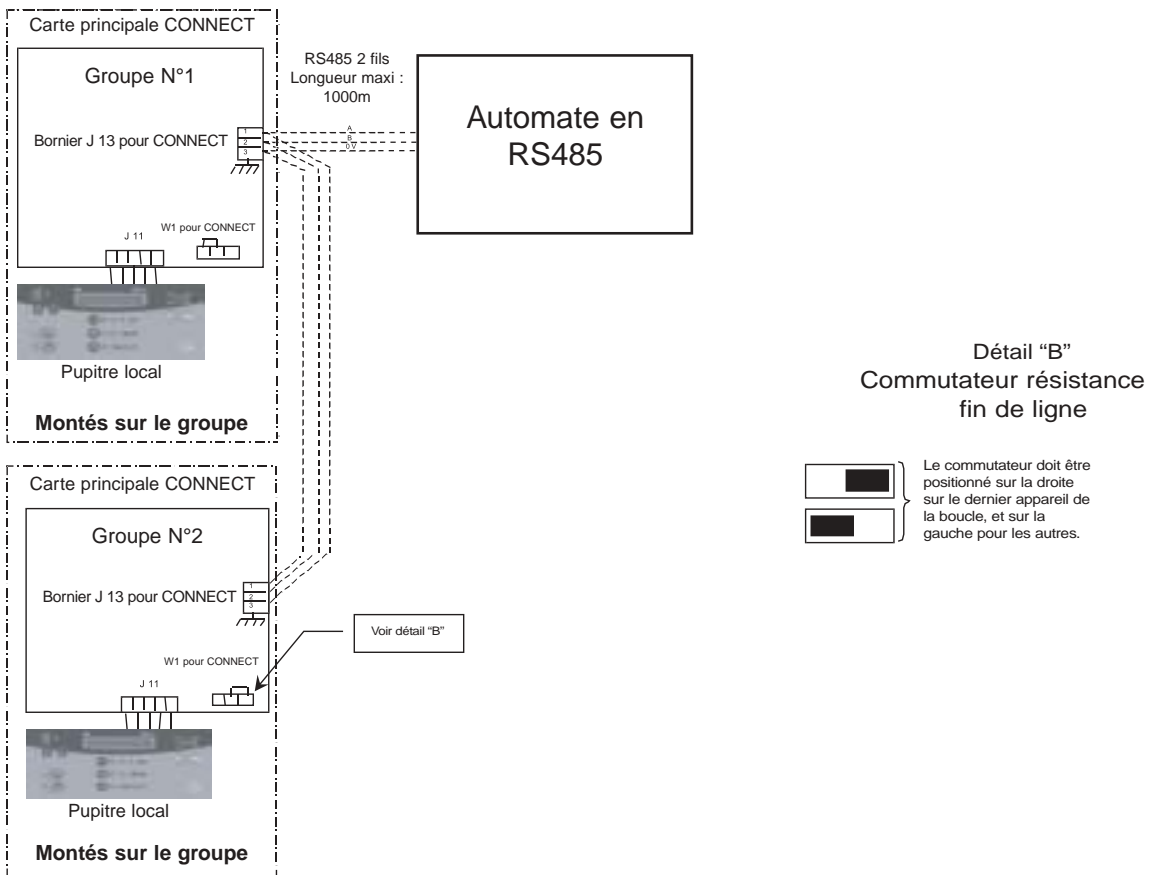 Carte principale CONNECT
Groupe N°1
Bornier J 13 pour CONNECT
1
2
3
W1 pour CONNECT
J 11
Pupitre local
Montés sur le groupe
RS485 2 fils
Longueur maxi :
1000m
A
B
0 V
Automate en
RS485
Carte principale CONNECT
Groupe N°2
Bornier J 13 pour CONNECT
1
2
3
W1 pour CONNECT
J 11
Pupitre local
Montés sur le groupe
Voir détail “B”
Détail “B”
Commutateur résistance
fin de ligne
Le commutateur doit être
positionné sur la droite
sur le dernier appareil de
la boucle, et sur la
gauche pour les autres.